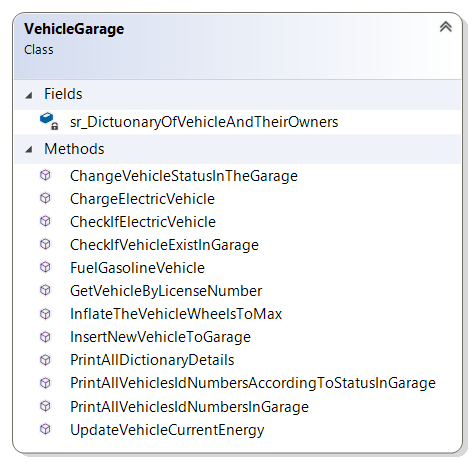 VehicleGarage
Class
Fields
sr_DictuonaryOfVehicleAndTheirOwners
Methods
ChangeVehicleStatusInTheGarage
ChargeElectricVehicle
CheckIfElectricVehicle
CheckIfVehicleExistInGarage
FuelGasolineVehicle
GetVehicleByLicenseNumber
InflateTheVehicleWheelsToMax
InsertNewVehicleToGarage
PrintAllDictionaryDetails
PrintAllVehiclesIdNumbersAccordingToStatusInGarage
PrintAllVehiclesIdNumbersInGarage
UpdateVehicleCurrentEnergy